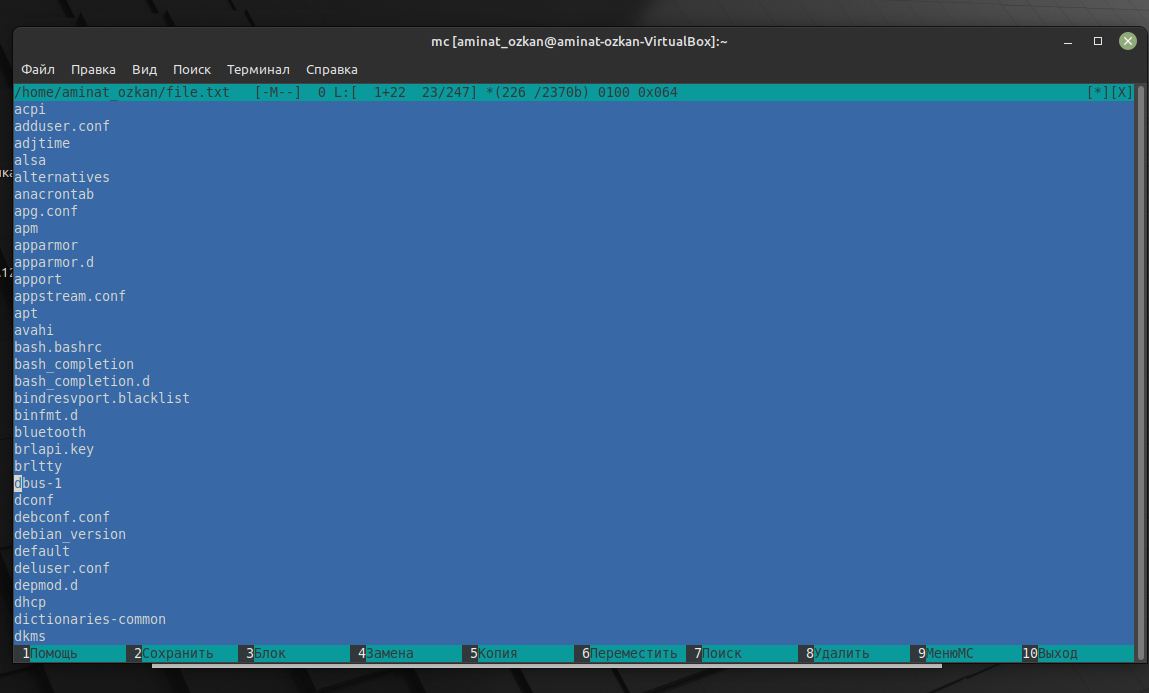 mc [aminat_ozkan@aminat-ozkan-VirtualBox]:~
Файл Правка Вид Поиск Терминал Справка
/home/aminat_ozkan/file.txt [-M--] 0 L:[ 1+22 23/247] *(226 /2370b) 0100 0x064 [*][X]
acpi
adduser.conf
adjtime
alsa
alternatives
anacrontab
apg.conf
apm
apparmor
apparmor.d
apport
appstream.conf
apt
avahi
bash.bashrc
bash_completion
bash_completion.d
bindresvport.blacklist
binfmt.d
bluetooth
brlapi.key
brltty
dbus-1
dconf
debconf.conf
debian_version
default
deluser.conf
depmod.d
dhcp
dictionaries-common
dkms
1Помощь 2Сохранить 3Блок 4Замена 5Копия 6Переместить 7Поиск 8Удалить 9МенюMC 10Выход